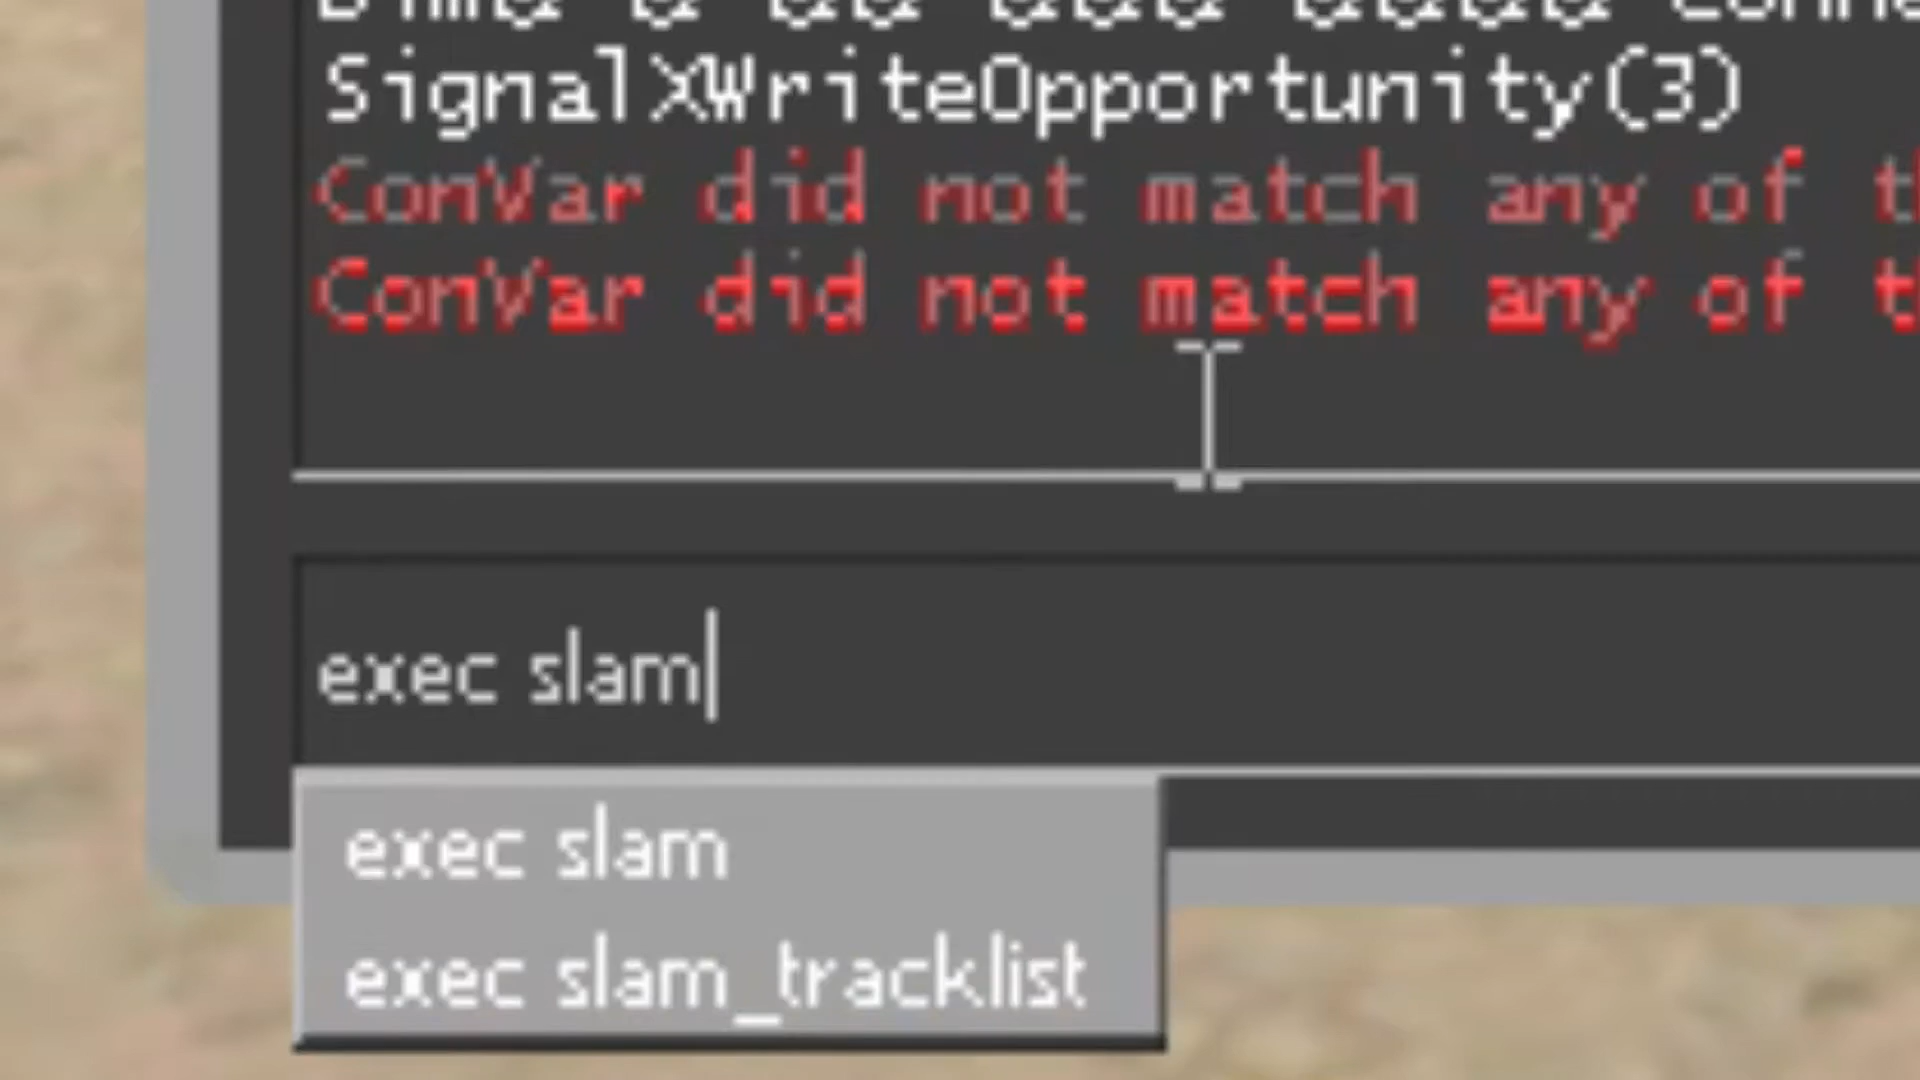 SignalXWriteOpportunity(3)
ConVar did not match any of
ConVar did not match any of
exec slam
exec slam
exec slam_tracklist